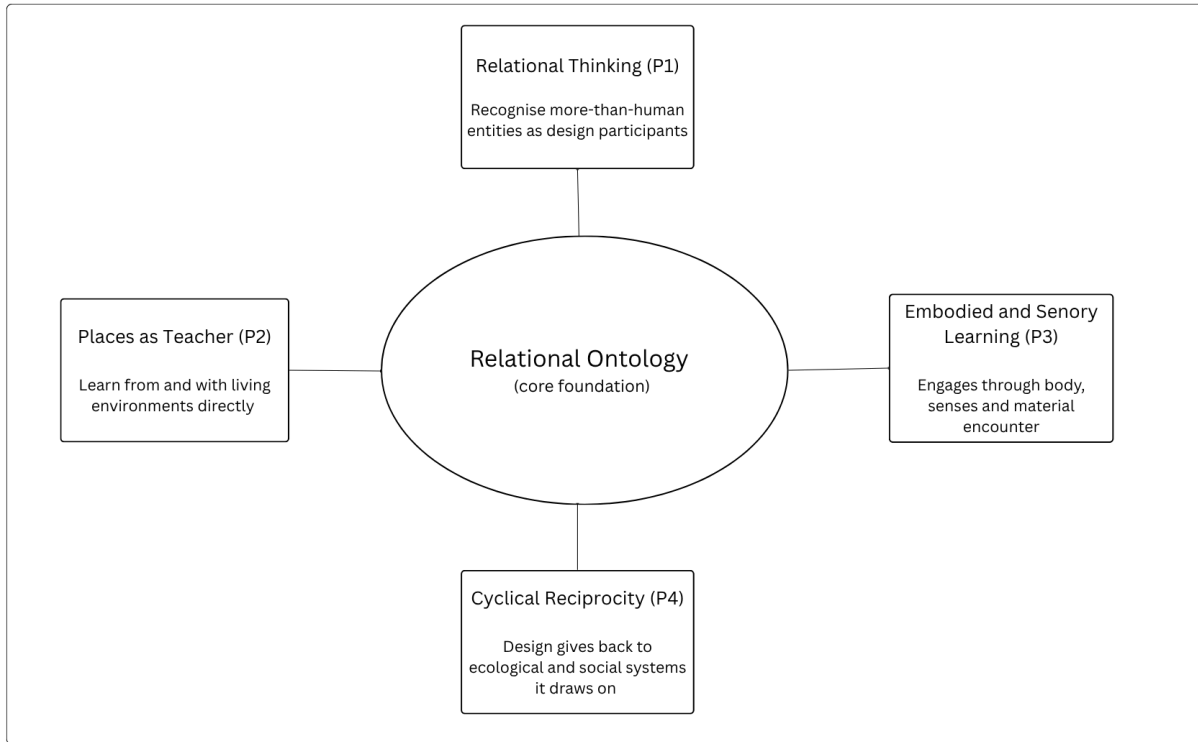 Relational Thinking (P1)
Recognise more-than-human
entities as design participants
Places as Teacher (P2)
Learn from and with living
environments directly
Relational Ontology
(core foundation)
Embodied and Senory
Learning (P3)
Engages through body,
senses and material
encounter
Cyclical Reciprocity (P4)
Design gives back to
ecological and social systems
it draws on